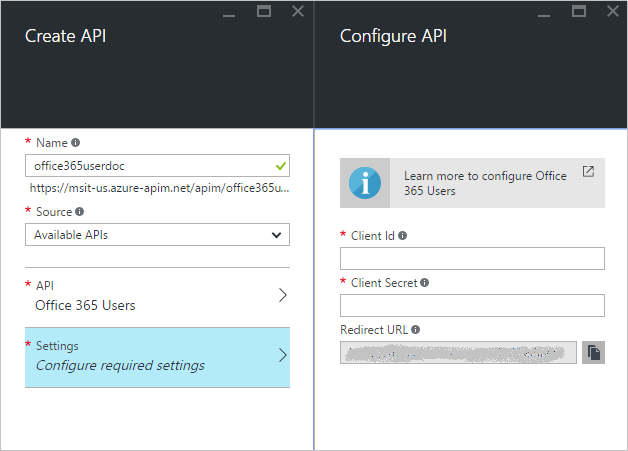 Create API
* Name
office365userdoc
https://msit-us.azure-apim.net/apim/office365u...
* Source
Available APIs
* API
Office 365 Users
* Settings
Configure required settings
Configure API
Learn more to configure Office
365 Users
* Client Id
* Client Secret
Redirect URL